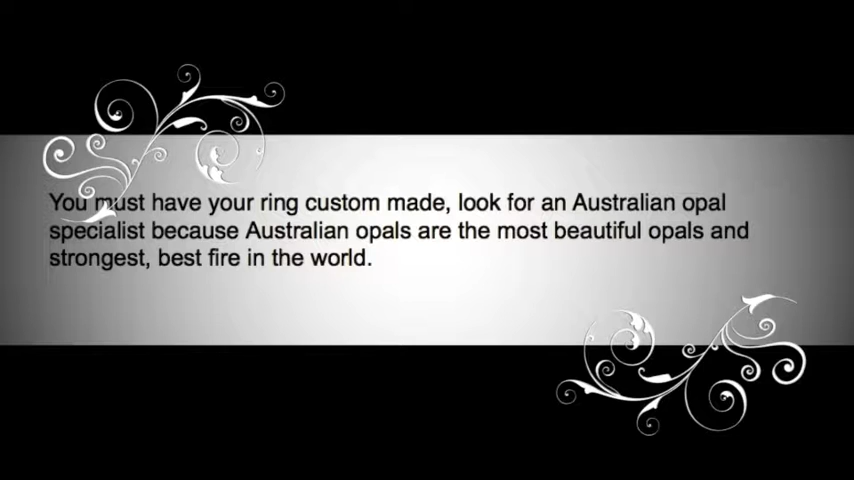 You must have your ring custom made, look for an Australian opal
specialist because Australian opals are the most beautiful opals and
strongest, best fire in the world.